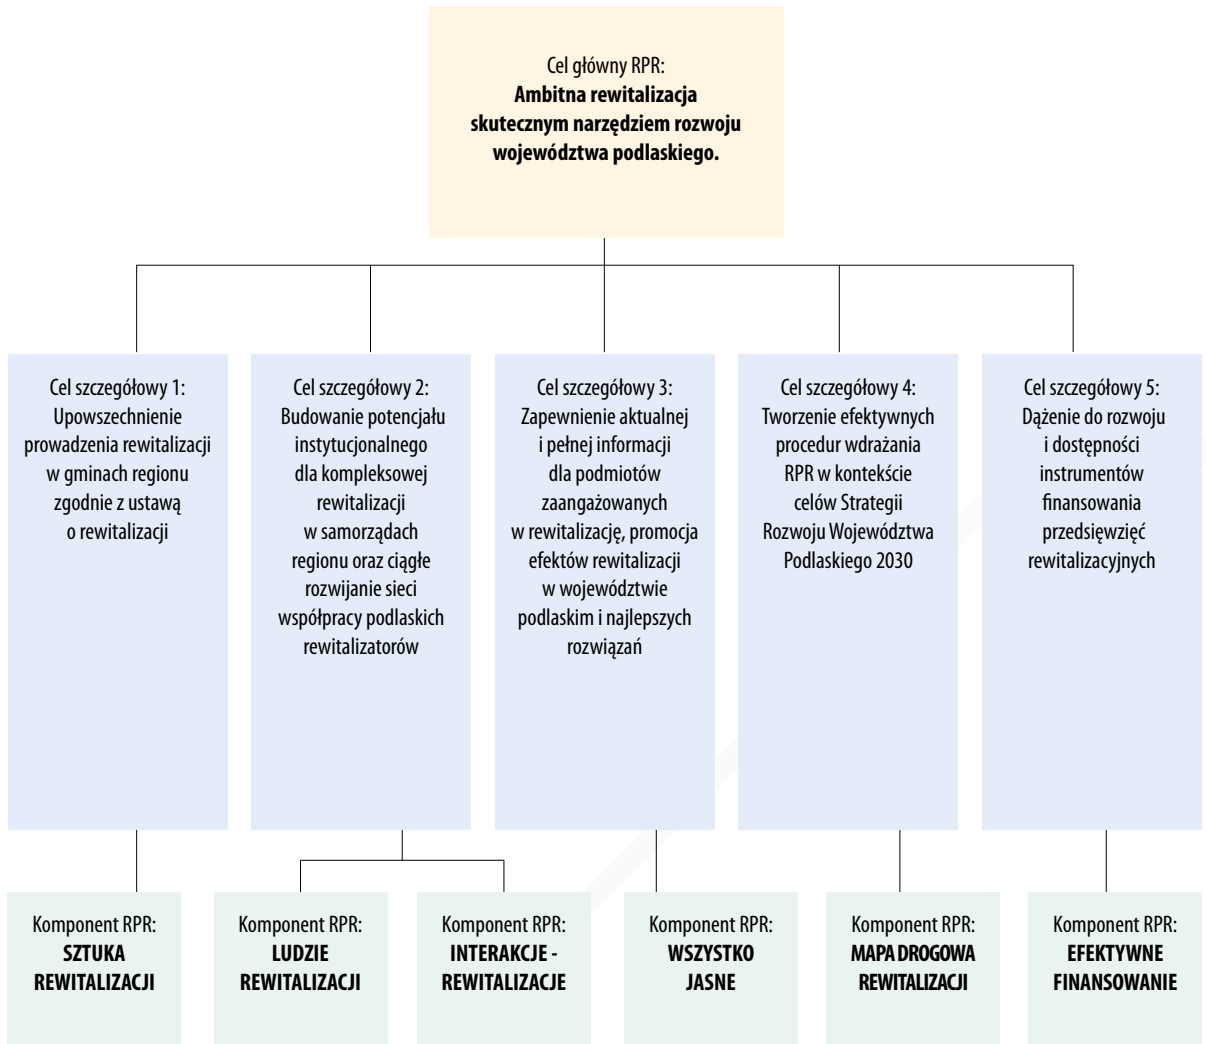 Cel główny RPR:
Ambitna rewitalizacja
skutecznym narzędziem rozwoju
województwa podlaskiego.
Cel szczegółowy 1:
Upowszechnienie
prowadzenia rewitalizacji
w gminach regionu
zgodnie z ustawą
o rewitalizacji
Cel szczegółowy 2:
Budowanie potencjału
instytucjonalnego
dla kompleksowej
rewitalizacji
w samorządach
regionu oraz ciągłe
rozwijanie sieci
współpracy podlaskich
rewitalizatorów
Cel szczegółowy 3:
Zapewnienie aktualnej
i pełnej informacji
dla podmiotów
zaangażowanych
w rewitalizację, promocja
efektów rewitalizacji
w województwie
podlaskim i najlepszych
rozwiązań
Cel szczegółowy 4:
Tworzenie efektywnych
procedur wdrażania
RPR w kontekście
celów Strategii
Rozwoju Województwa
Podlaskiego 2030
Cel szczegółowy 5:
Dążenie do rozwoju
i dostępności
instrumentów
finansowania
przedsięwzięć
rewitalizacyjnych
Komponent RPR:
SZTUKA
REWITALIZACJI
Komponent RPR:
LUDZIE
REWITALIZACJI
Komponent RPR:
INTERAKCJE -
REWITALIZACJE
Komponent RPR:
WSZYSTKO
JASNE
Komponent RPR:
MAPA DROGOWA
REWITALIZACJI
Komponent RPR:
EFEKTYWNE
FINANSOWANIE